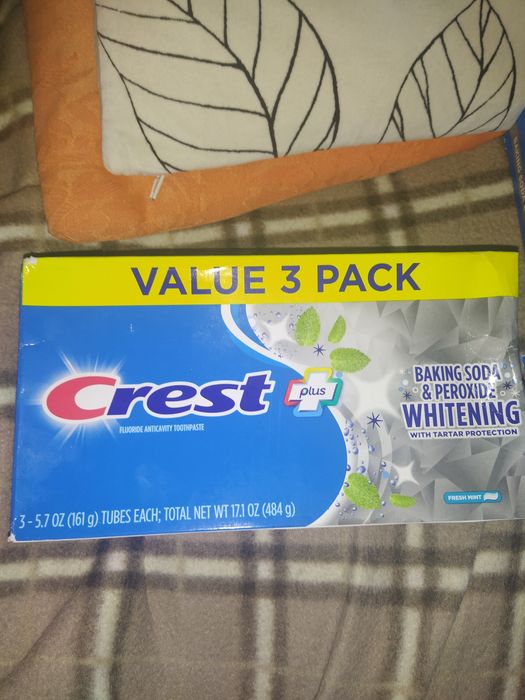 VALUE 3 PACK
Crest
plus
FLUORIDE ANTICAVITY TOOTHPASTE
BAKING SODA
& PEROXIDE
WHITENING
WITH TARTAR PROTECTION
FRESH MINT
3 - 5.7 OZ (161 g) TUBES EACH; TOTAL NET WT 17.1 OZ (484 g)